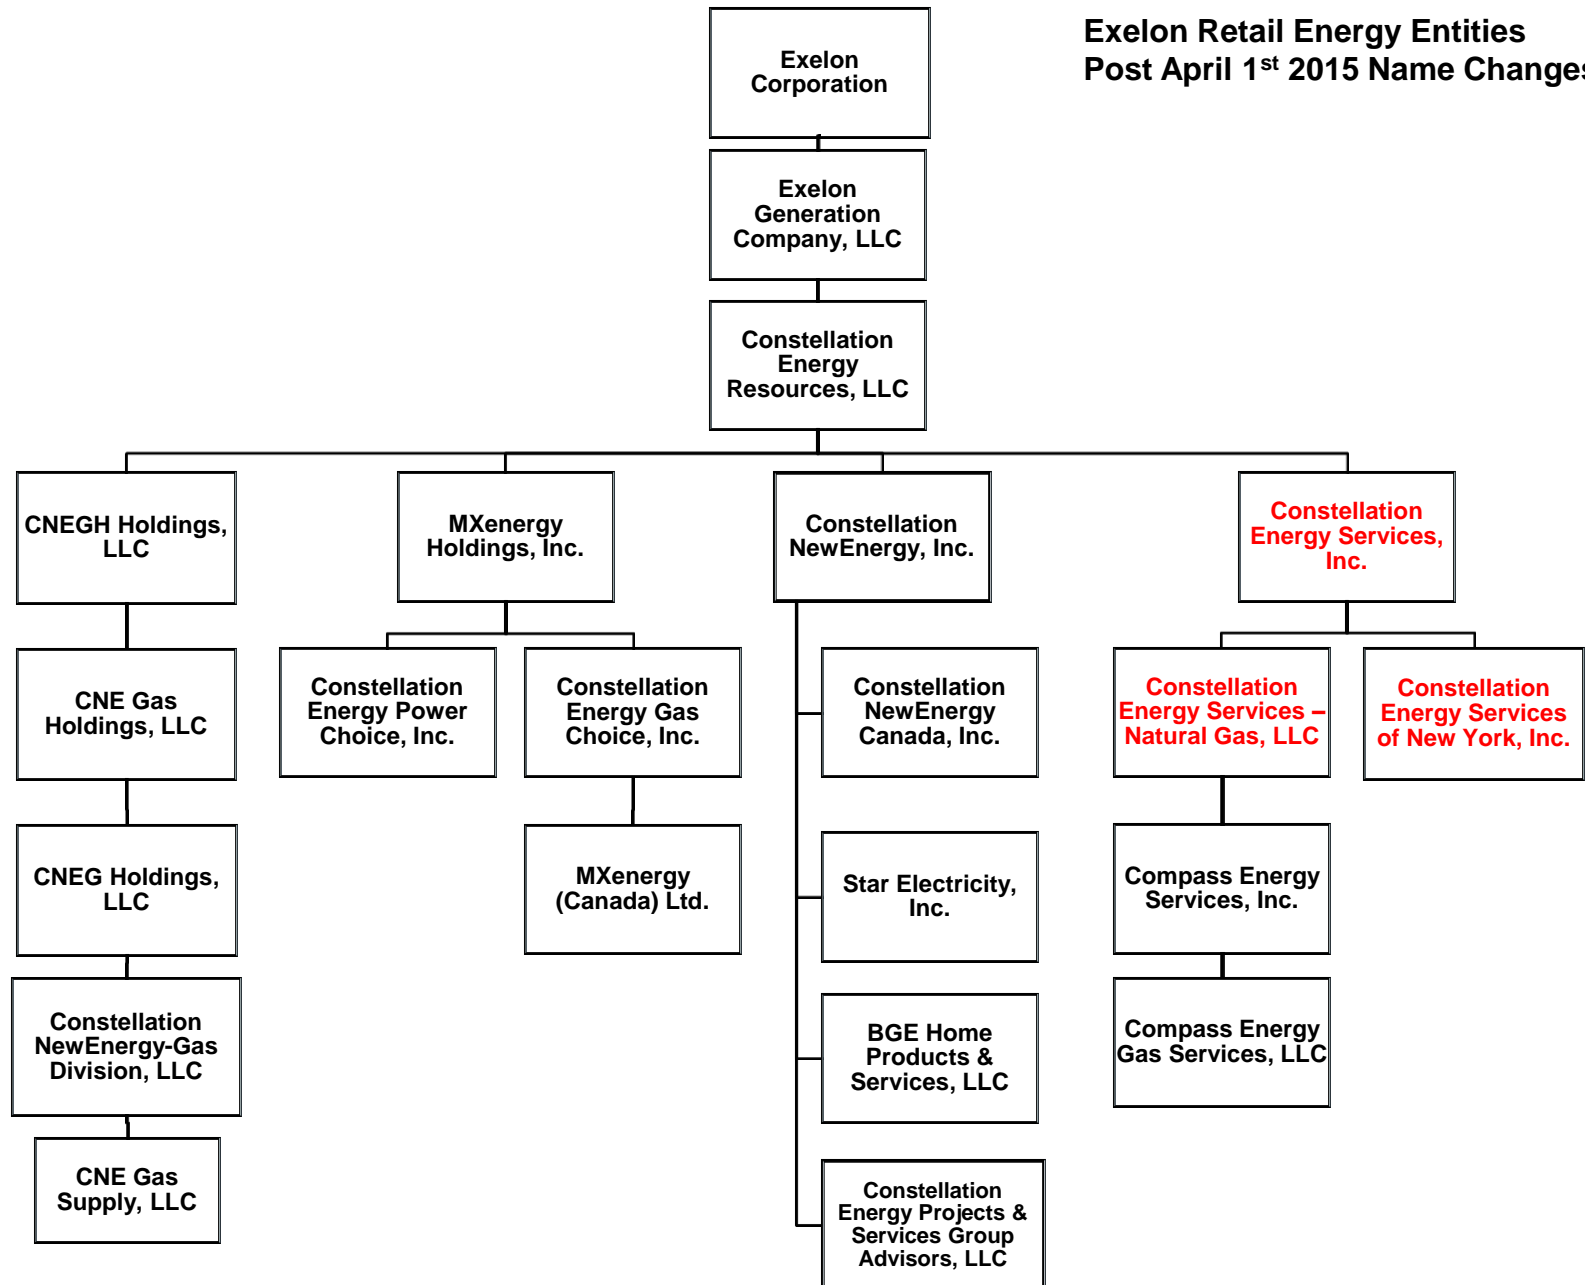 Exelon Retail Energy Entities
Post April 1st 2015 Name Changes
Exelon
Corporation
Exelon
Generation
Company, LLC
Constellation
Energy
Resources, LLC
CNEGH Holdings,
LLC
MXenergy
Holdings, Inc.
Constellation
NewEnergy, Inc.
Constellation
Energy Services,
Inc.
CNE Gas
Holdings, LLC
Constellation
Energy Power
Choice, Inc.
Constellation
Energy Gas
Choice, Inc.
Constellation
NewEnergy
Canada, Inc.
Constellation
Energy Services –
Natural Gas, LLC
Constellation
Energy Services
of New York, Inc.
CNEG Holdings,
LLC
MXenergy
(Canada) Ltd.
Star Electricity,
Inc.
Compass Energy
Services, Inc.
Constellation
NewEnergy-Gas
Division, LLC
BGE Home
Products &
Services, LLC
Compass Energy
Gas Services, LLC
CNE Gas
Supply, LLC
Constellation
Energy Projects &
Services Group
Advisors, LLC